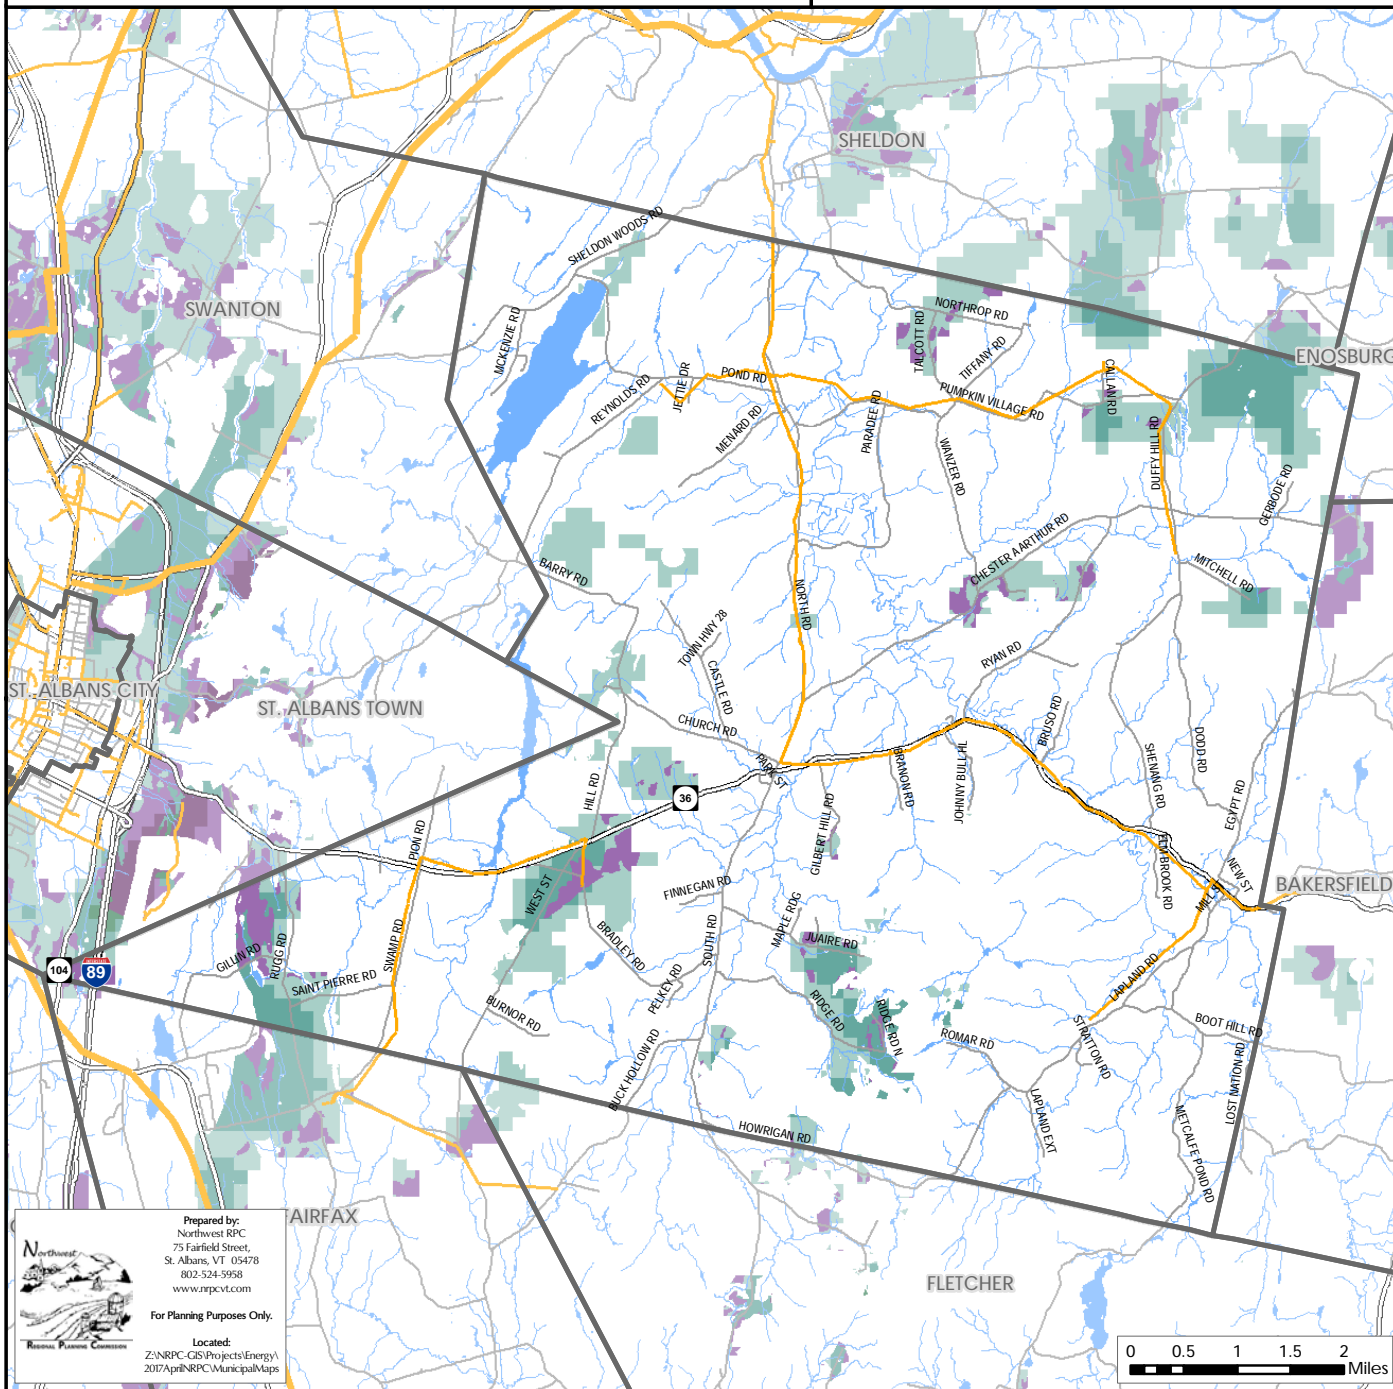 SHELDON
SHELDON WOODS RD
SWANTON
MCKENZIE RD
NORTHROP RD
TALCOTT RD
TIFFANY RD
ENOSBURG
REYNOLDS RD
JETTIE DR
POND RD
MENARD RD
PARADEE RD
PUMPKIN VILLAGE RD
CALLAN RD
WANZER RD
DUFFY HILL RD
GERBODE RD
CHESTER A ARTHUR RD
BARRY RD
MITCHELL RD
NORTH RD
TOWN HWY 28
CASTLE RD
RYAN RD
ST. ALBANS CITY
ST. ALBANS TOWN
CHURCH RD
BRUSO RD
DODD RD
PARK ST
SHENANG RD
HILL RD
36
BRANON RD
JOHNNY BULL HL
EGYPT RD
GILBERT HILL RD
PION RD
ELM BROOK RD
NEW ST
MILL ST
BAKERSFIELD
WEST ST
FINNEGAN RD
MAPLE RDG
SWAMP RD
BRADLEY RD
SOUTH RD
JUAIRE RD
GILLIN RD
RUGG RD
104
INTERSTATE
89
SAINT PIERRE RD
PELKEY RD
LAPLAND RD
BURNOR RD
RIDGE RD
RIDGE RD N
ROMAR RD
STRATTON RD
BOOT HILL RD
BUCK HOLLOW RD
LOST NATION RD
LAPLAND EXT
HOWRIGAN RD
METCALFE POND RD
FAIRFAX
FLETCHER
Northwest
REGIONAL PLANNING COMMISSION
Prepared by:
Northwest RPC
75 Fairfield Street,
St. Albans, VT 05478
802-524-5958
www.nrpcvt.com
For Planning Purposes Only.
Located:
Z:\NRPC-GIS\Projects\Energy\
2017AprilNRPC\MunicipalMaps
0 0.5 1 1.5 2
Miles